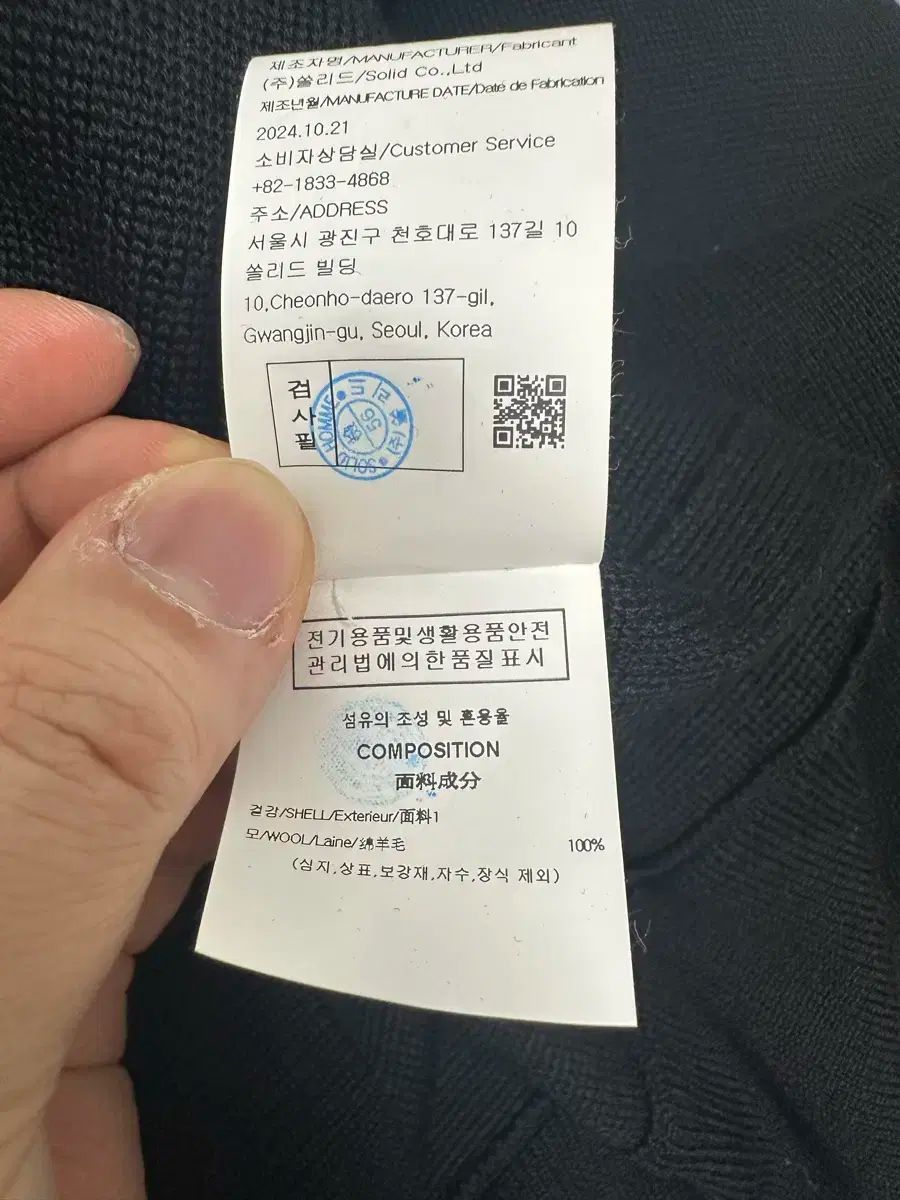 제조자명/MANUFACTURER/Fabricant
(주)쏠리드/Solid Co.,Ltd
제조년월/MANUFACTURE DATE/Daté de Fabrication
2024.10.21
소비자상담실/Customer Service
+82-1833-4868
주소/ADDRESS
서울시 광진구 천호대로 137길 10
쏠리드 빌딩
10,Cheonho-daero 137-gil,
Gwangjin-gu, Seoul, Korea
검
사
필
SOLID HOMME
(주)쏠리드
56
전기용품및생활용품안전
관리법에의한품질표시
섬유의 조성 및 혼용율
COMPOSITION
面料成分
겉감/SHELL/Exterieur/面料1
모/WOOL/Laine/绵羊毛 100%
(심지,상표,보강재,자수,장식 제외)